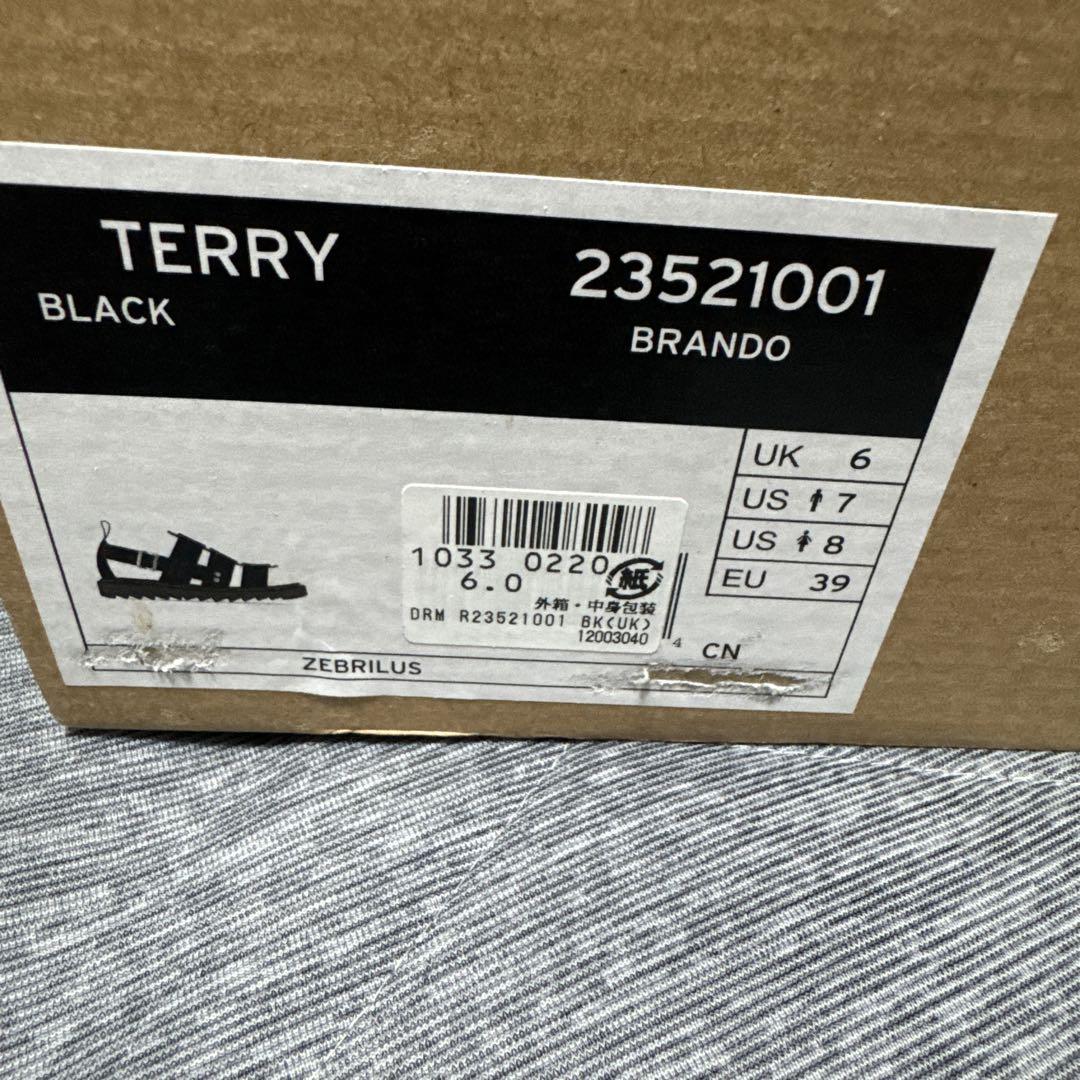 TERRY
BLACK
23521001
BRANDO
UK 6
US 7
US 8
EU 39
1033 0220
6.0
紙
外箱・中身包装
DRM R23521001 BK(UK)
12003040
4
CN
ZEBRILUS